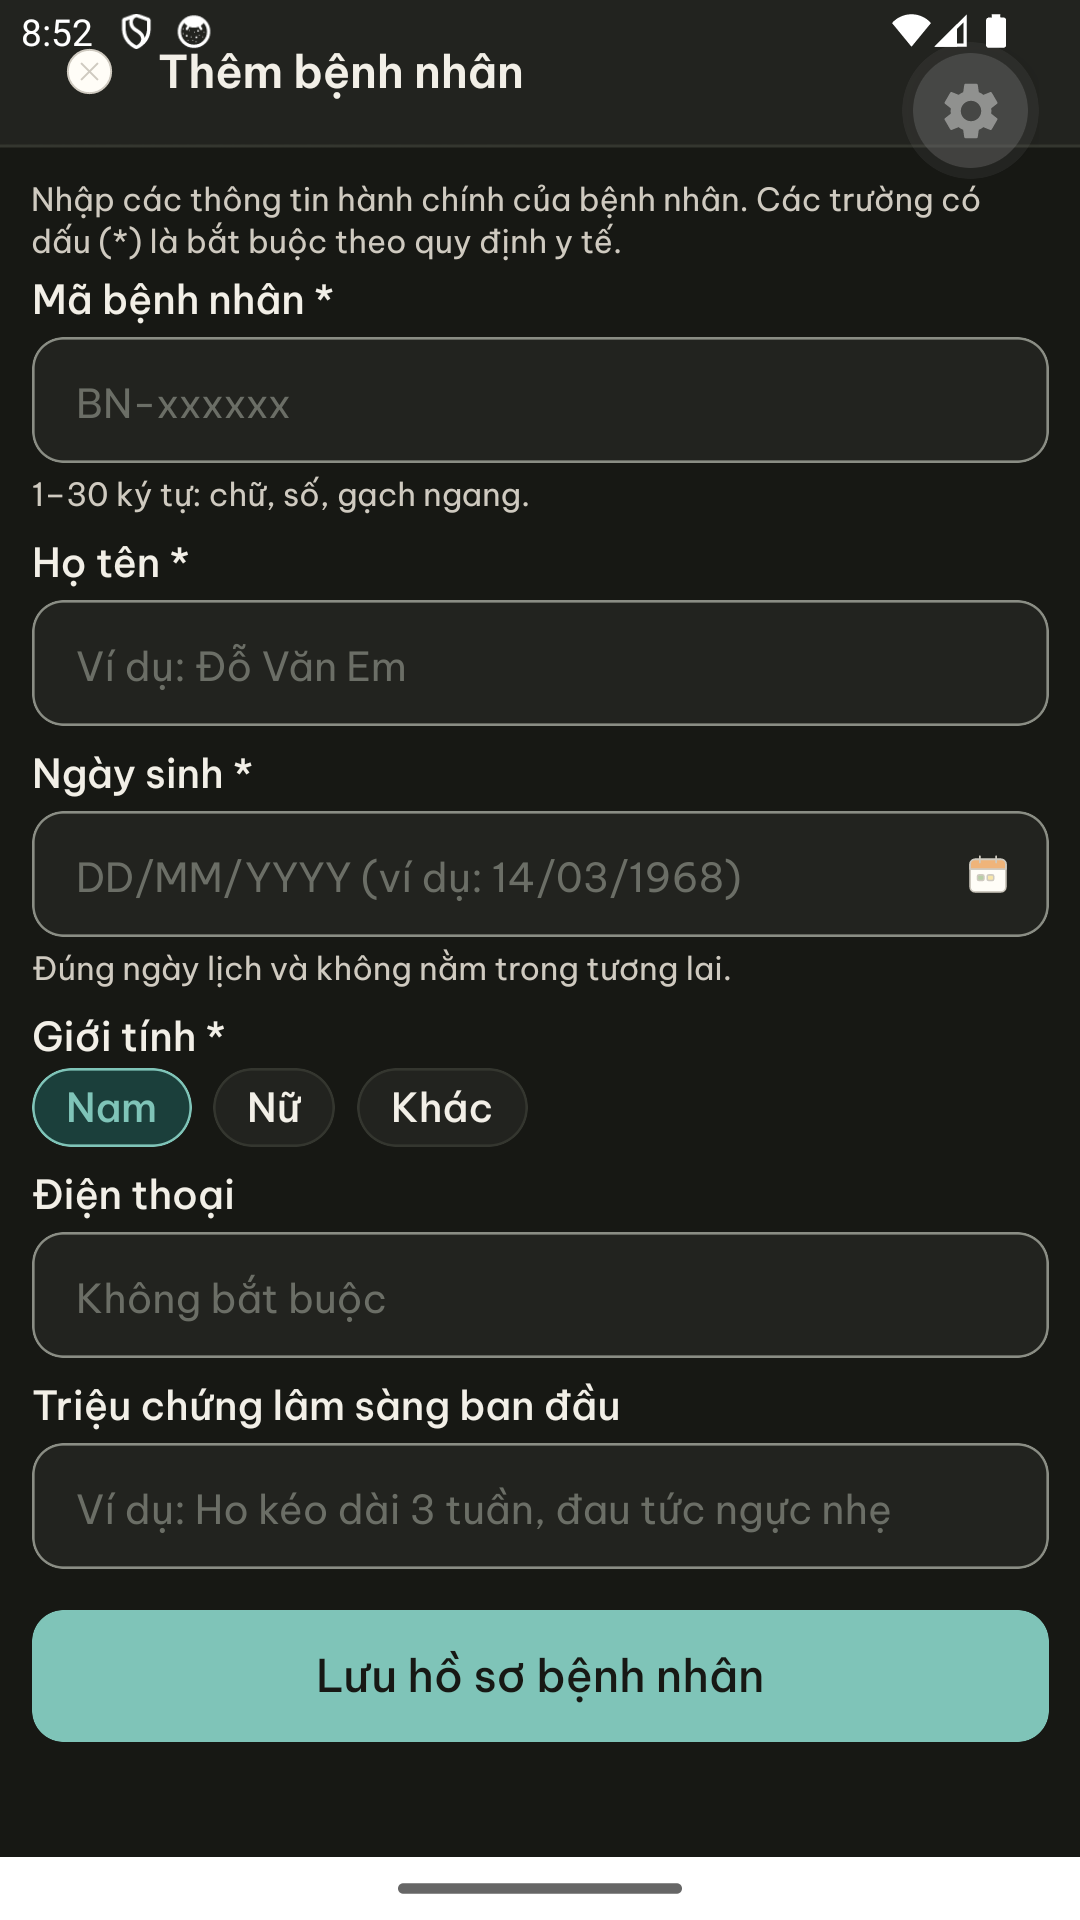 8:52
Thêm bệnh nhân
Nhập các thông tin hành chính của bệnh nhân. Các trường có
dấu (*) là bắt buộc theo quy định y tế.
Mã bệnh nhân *
BN-xxxxxx
1–30 ký tự: chữ, số, gạch ngang.
Họ tên *
Ví dụ: Đỗ Văn Em
Ngày sinh *
DD/MM/YYYY (ví dụ: 14/03/1968)
Đúng ngày lịch và không nằm trong tương lai.
Giới tính *
Nam Nữ Khác
Điện thoại
Không bắt buộc
Triệu chứng lâm sàng ban đầu
Ví dụ: Ho kéo dài 3 tuần, đau tức ngực nhẹ
Lưu hồ sơ bệnh nhân